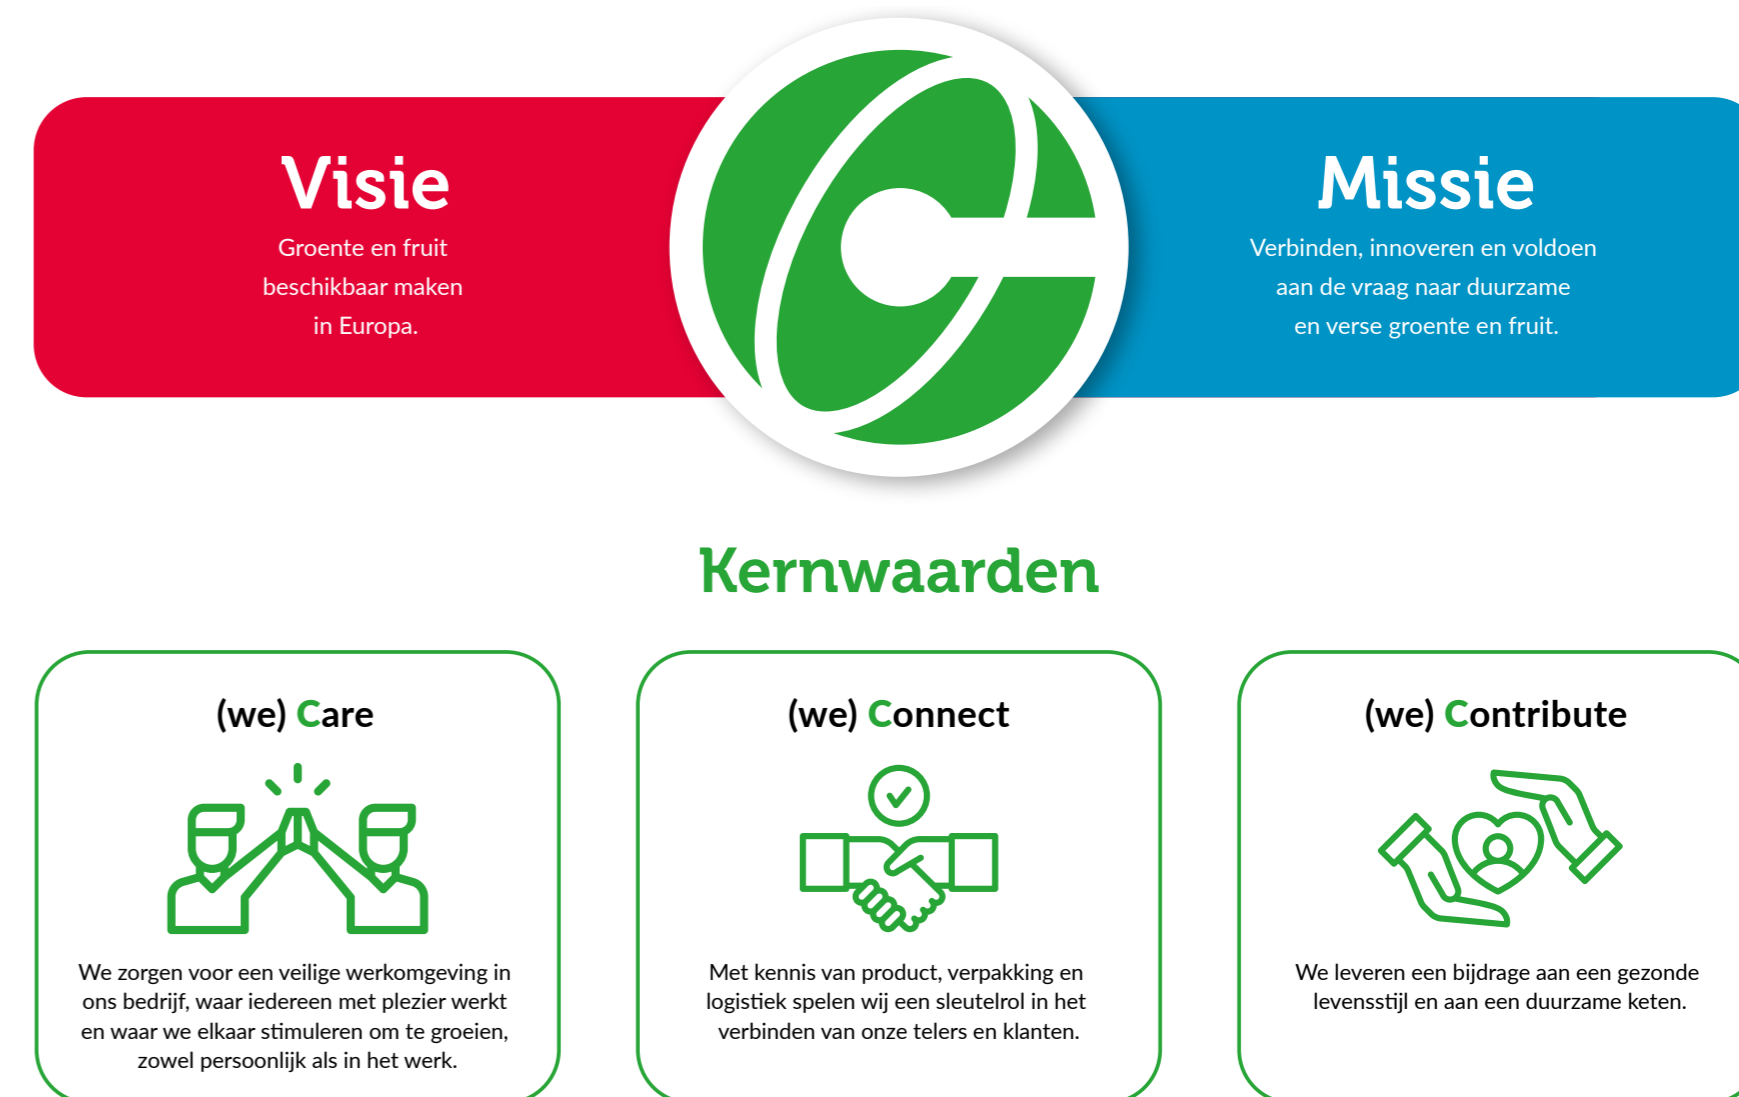 Visie
Groente en fruit
beschikbaar maken
in Europa.
Missie
Verbinden, innoveren en voldoen
aan de vraag naar duurzame
en verse groente en fruit.
Kernwaarden
(we) Care
We zorgen voor een veilige werkomgeving in
ons bedrijf, waar iedereen met plezier werkt
en waar we elkaar stimuleren om te groeien,
zowel persoonlijk als in het werk.
(we) Connect
Met kennis van product, verpakking en
logistiek spelen wij een sleutelrol in het
verbinden van onze telers en klanten.
(we) Contribute
We leveren een bijdrage aan een gezonde
levensstijl en aan een duurzame keten.